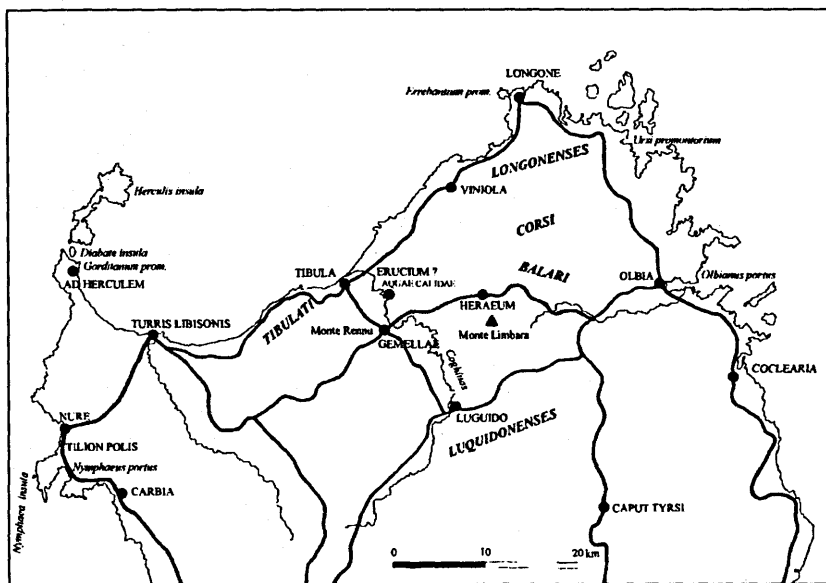 LONGONE
Errebantium prom.
Ursi promontorium
LONGONENSES
Herculis insula
VINIOLA
CORSI
Diabate insula
Gorditanum prom.
TIBULA
ERUCTUM ?
BALARI
OLBIA
Olbianus portus
AD HERCULEM
AQUAE CALIDAE
HERAEUM
TURRIS LIBISONIS
TIBULATI
Monte Rennu
GEMELLAE
Monte Limbara
Coghinas
COCLEARIA
NURE
LUGUIDO
TILION POLIS
LUQUIDONENSES
Nymphaeus portus
Nymphaea insula
CARBIA
CAPUT TYRSI
0 10 20 km